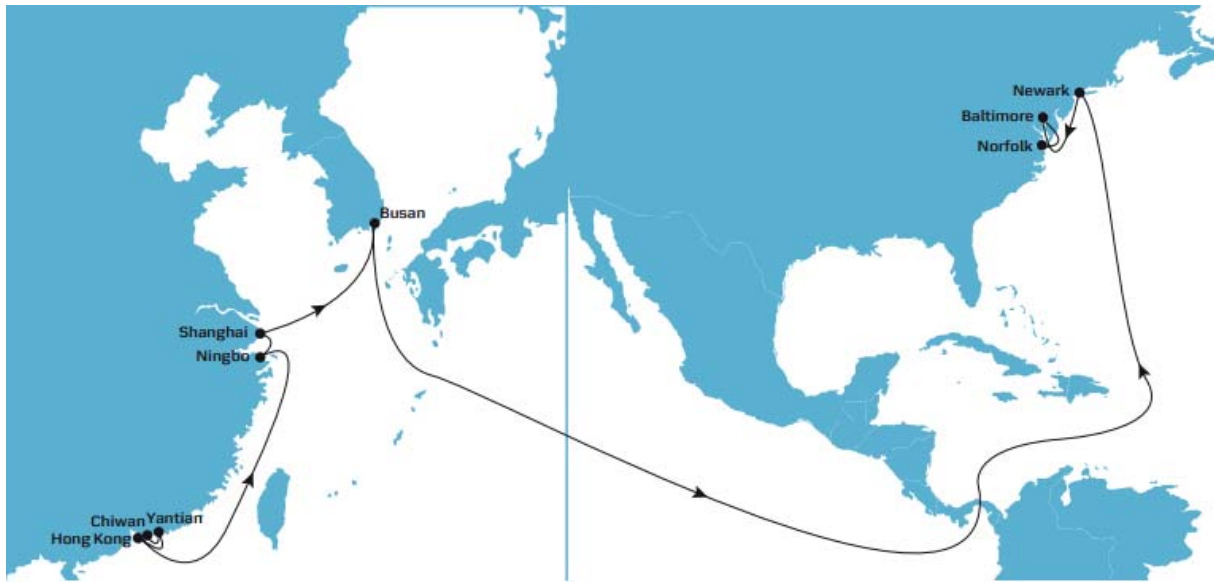 Newark
Baltimore
Norfolk
Busan
Shanghai
Ningbo
Chiwan
Yantian
Hong Kong